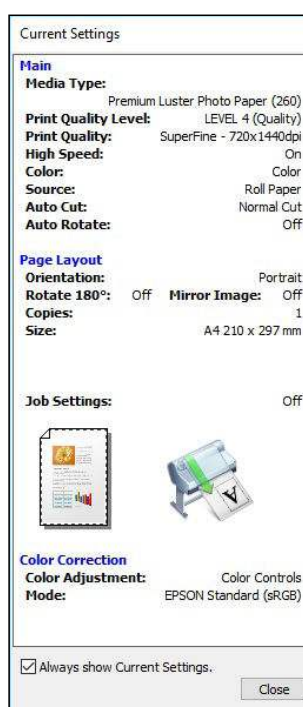 Current Settings
Main
Media Type:
Premium Luster Photo Paper (260)
Print Quality Level: LEVEL 4 (Quality)
Print Quality: SuperFine - 720x1440dpi
High Speed: On
Color: Color
Source: Roll Paper
Auto Cut: Normal Cut
Auto Rotate: Off
Page Layout
Orientation: Portrait
Rotate 180°: Off Mirror Image: Off
Copies: 1
Size: A4 210 x 297 mm
Job Settings: Off
A
Color Correction
Color Adjustment: Color Controls
Mode: EPSON Standard (sRGB)
Always show Current Settings.
Close